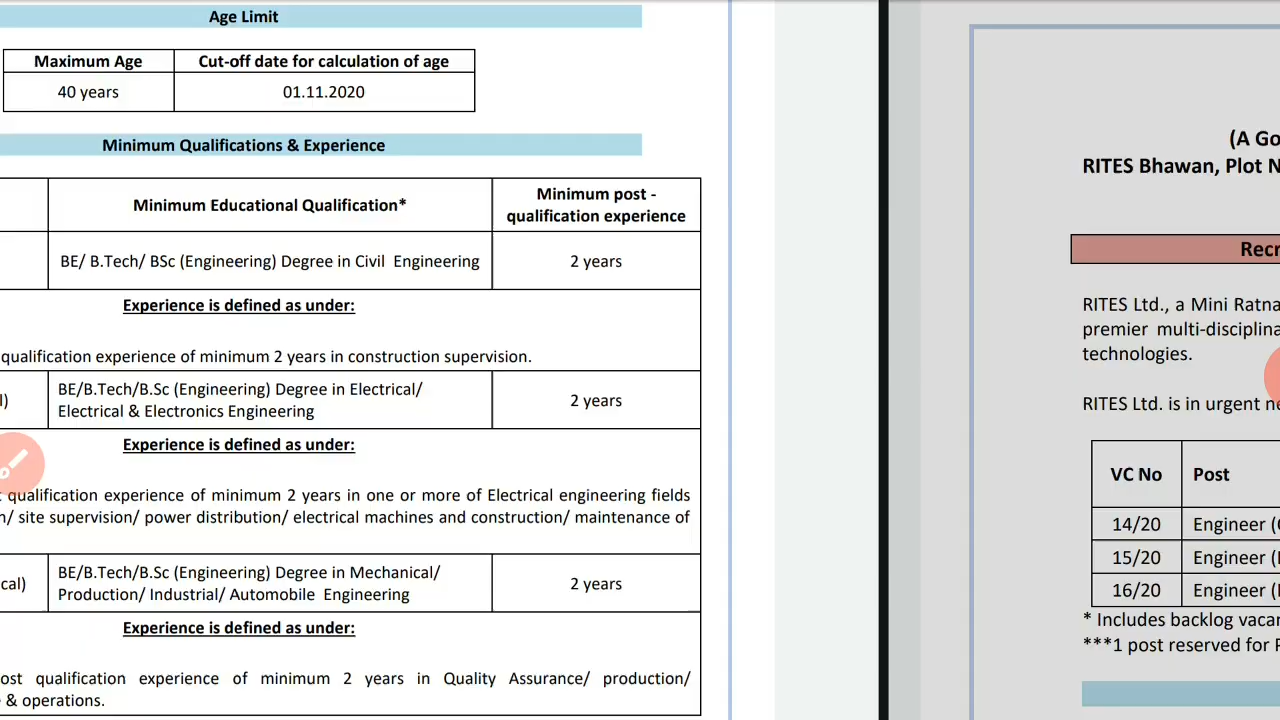 Age Limit
Maximum Age
Cut-off date for calculation of age
40 years
01.11.2020
Minimum Qualifications & Experience
Minimum Educational Qualification*
Minimum post -
qualification experience
BE/ B.Tech/ BSc (Engineering) Degree in Civil Engineering
2 years
Experience is defined as under:
qualification experience of minimum 2 years in construction supervision.
BE/B.Tech/B.Sc (Engineering) Degree in Electrical/
Electrical & Electronics Engineering
2 years
Experience is defined as under:
qualification experience of minimum 2 years in one or more of Electrical engineering fields
/ site supervision/ power distribution/ electrical machines and construction/ maintenance of
BE/B.Tech/B.Sc (Engineering) Degree in Mechanical/
Production/ Industrial/ Automobile Engineering
2 years
Experience is defined as under:
ost qualification experience of minimum 2 years in Quality Assurance/ production/
& operations.
(A Go
RITES Bhawan, Plot N
Recr
RITES Ltd., a Mini Ratna
premier multi-disciplina
technologies.
RITES Ltd. is in urgent ne
VC No
Post
14/20
Engineer (
15/20
Engineer (
16/20
Engineer (
* Includes backlog vaca
***1 post reserved for P